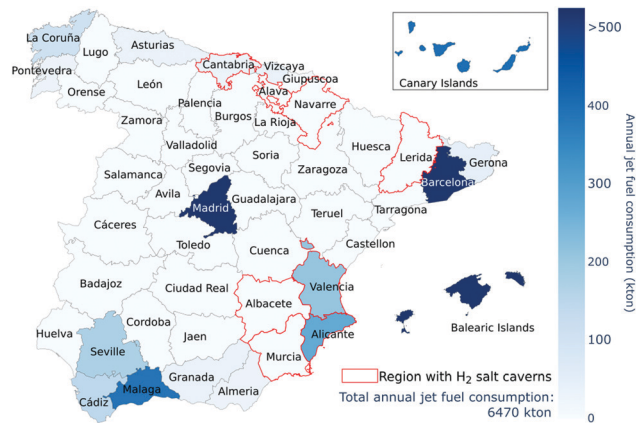 La Coruña
Lugo
Asturias
Cantabria
Vizcaya
Giupuscoa
Pontevedra
Orense
León
Palencia
Burgos
Álava
Navarre
La Rioja
Zamora
Valladolid
Soria
Zaragoza
Huesca
Lerida
Gerona
Barcelona
Segovia
Salamanca
Avila
Madrid
Guadalajara
Teruel
Tarragona
Castellon
Cáceres
Toledo
Cuenca
Valencia
Badajoz
Ciudad Real
Albacete
Alicante
Balearic Islands
Huelva
Cordoba
Jaen
Murcia
Seville
Granada
Almeria
Cádiz
Malaga
Canary Islands
Region with H₂ salt caverns
Total annual jet fuel consumption:
6470 kton
>500
400
300
200
100
0
Annual jet fuel consumption (kton)